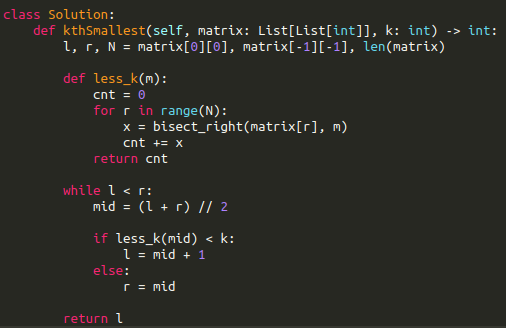 class Solution:
    def kthSmallest(self, matrix: List[List[int]], k: int) -> int:
        l, r, N = matrix[0][0], matrix[-1][-1], len(matrix)
        def less_k(m):
            cnt = 0
            for r in range(N):
                x = bisect_right(matrix[r], m)
                cnt += x
            return cnt
        while l < r:
            mid = (l + r) // 2
            if less_k(mid) < k:
                l = mid + 1
            else:
                r = mid
        return l